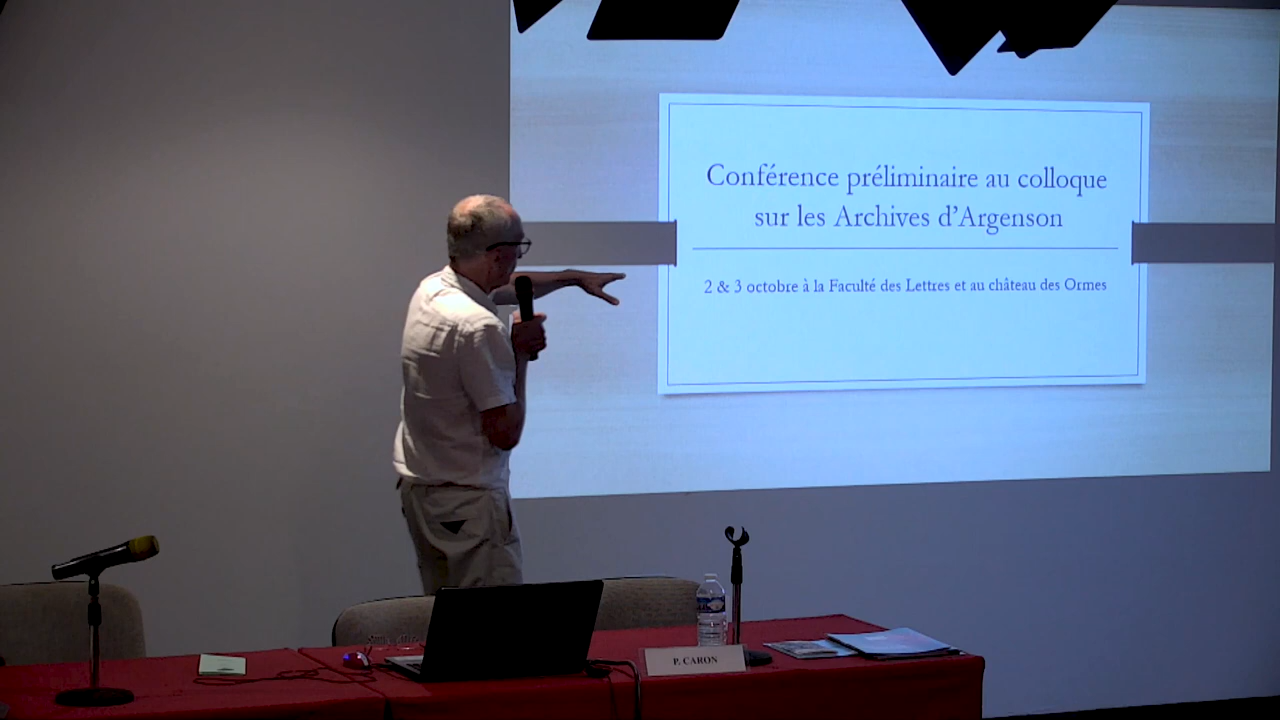 Conférence préliminaire au colloque
sur les Archives d'Argenson
2 & 3 octobre à la Faculté des Lettres et au château des Ormes
P. CARON